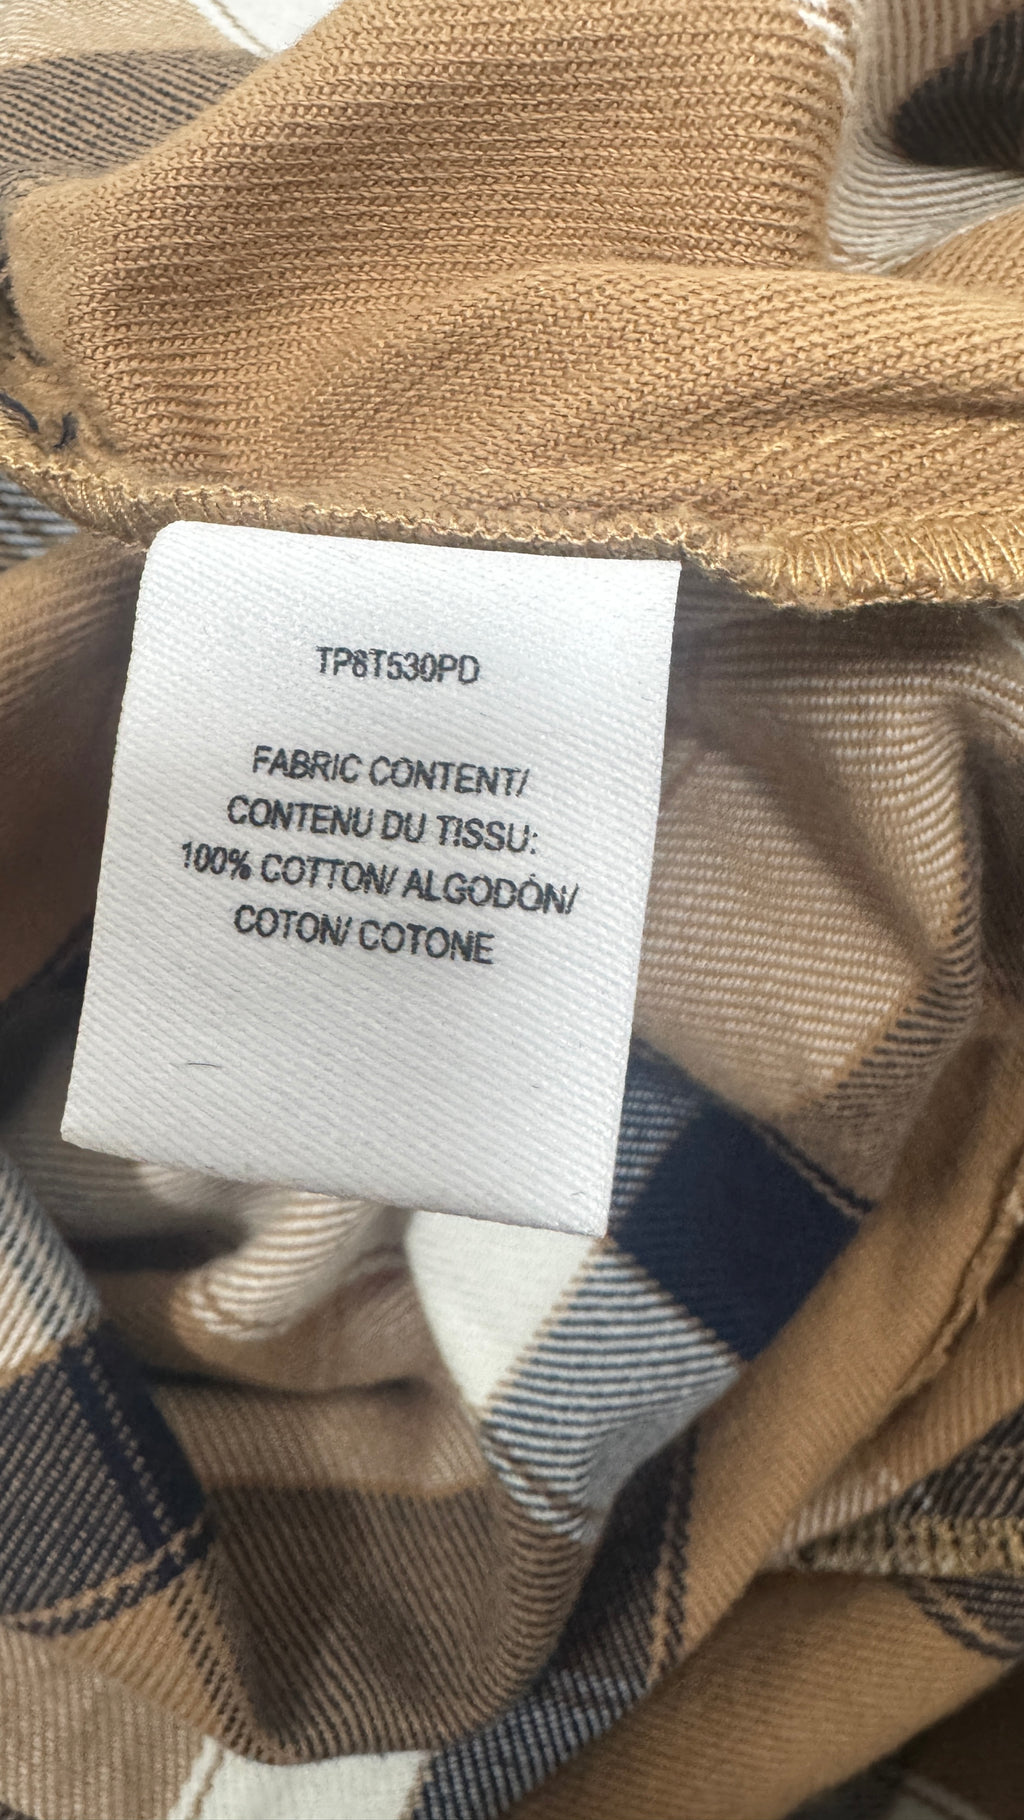 TP8T530PD
FABRIC CONTENT/
CONTENU DU TISSU:
100% COTTON/ ALGODÓN/
COTON/ COTONE